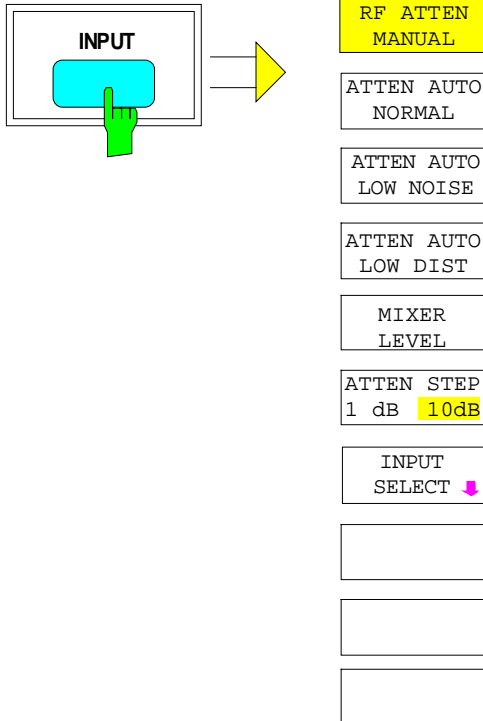 INPUT
RF ATTEN
MANUAL
ATTEN AUTO
NORMAL
ATTEN AUTO
LOW NOISE
ATTEN AUTO
LOW DIST
MIXER
LEVEL
ATTEN STEP
1 dB 10dB
INPUT
SELECT